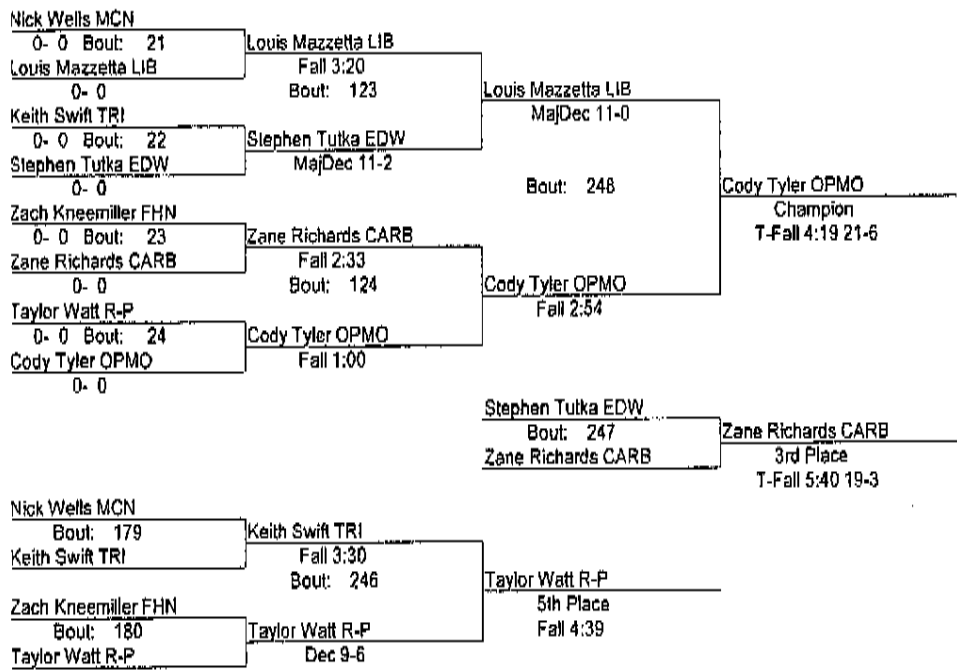 Nick Wells MCN
0- 0 Bout: 21
Louis Mazzetta LIB
0- 0
Keith Swift TRI
0- 0 Bout: 22
Stephen Tutka EDW
0- 0
Zach Kneemiller FHN
0- 0 Bout: 23
Zane Richards CARB
0- 0
Taylor Watt R-P
0- 0 Bout: 24
Cody Tyler OPMO
0- 0
Louis Mazzetta LIB
Fall 3:20
Bout: 123
Stephen Tutka EDW
MajDec 11-2
Zane Richards CARB
Fall 2:33
Bout: 124
Cody Tyler OPMO
Fall 1:00
Louis Mazzetta LIB
MajDec 11-0
Bout: 248
Cody Tyler OPMO
Fall 2:54
Cody Tyler OPMO
Champion
T-Fall 4:19 21-6
Stephen Tutka EDW
Bout: 247
Zane Richards CARB
Zane Richards CARB
3rd Place
T-Fall 5:40 19-3
Nick Wells MCN
Bout: 179
Keith Swift TRI
Zach Kneemiller FHN
Bout: 180
Taylor Watt R-P
Keith Swift TRI
Fall 3:30
Bout: 246
Taylor Watt R-P
Dec 9-6
Taylor Watt R-P
5th Place
Fall 4:39